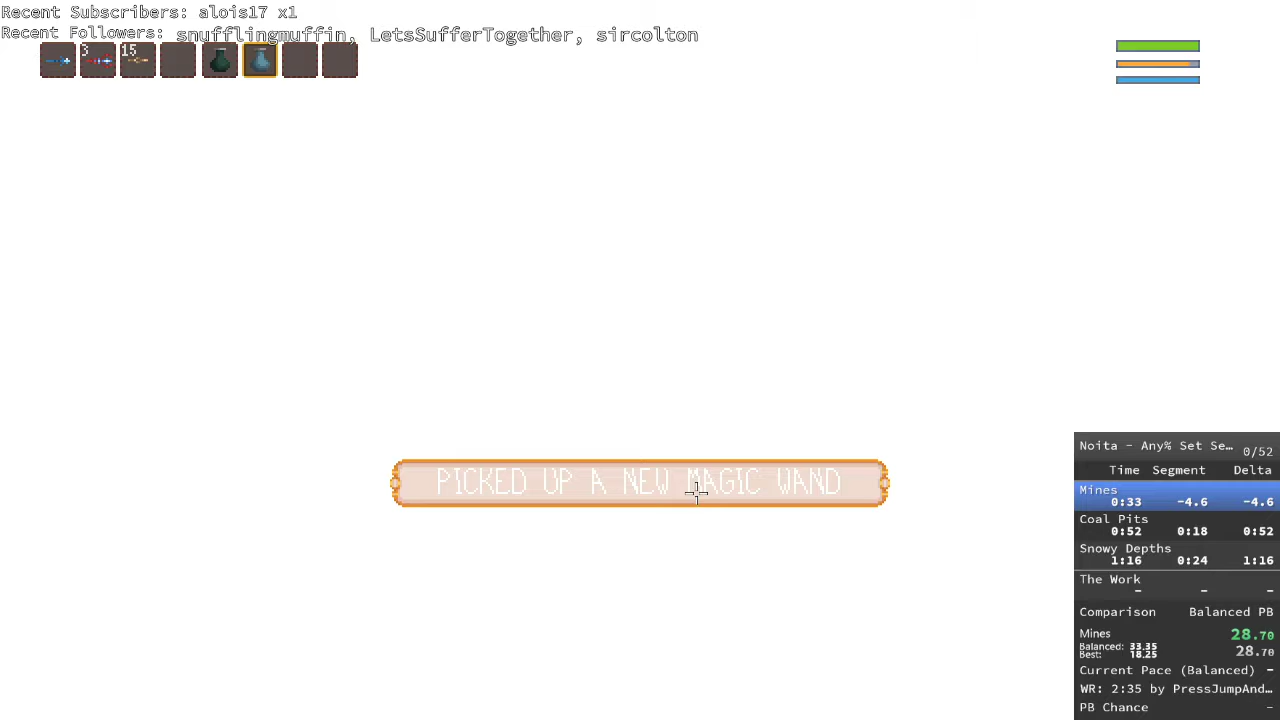 Recent Subscribers: alois17 x1
Recent Followers: snufflingmuffin, LetsSufferTogether, sircolton
3 15
PICKED UP A NEW MAGIC WAND
Noita - Any% Set Se… 0/52
Time Segment Delta
Mines
0:33 -4.6 -4.6
Coal Pits
0:52 0:18 0:52
Snowy Depths
1:16 0:24 1:16
The Work
– – –
Comparison Balanced PB
Mines 28.70
Balanced: 33.35
Best: 18.25 28.70
Current Pace (Balanced) –
WR: 2:35 by PressJumpAnd…
PB Chance –